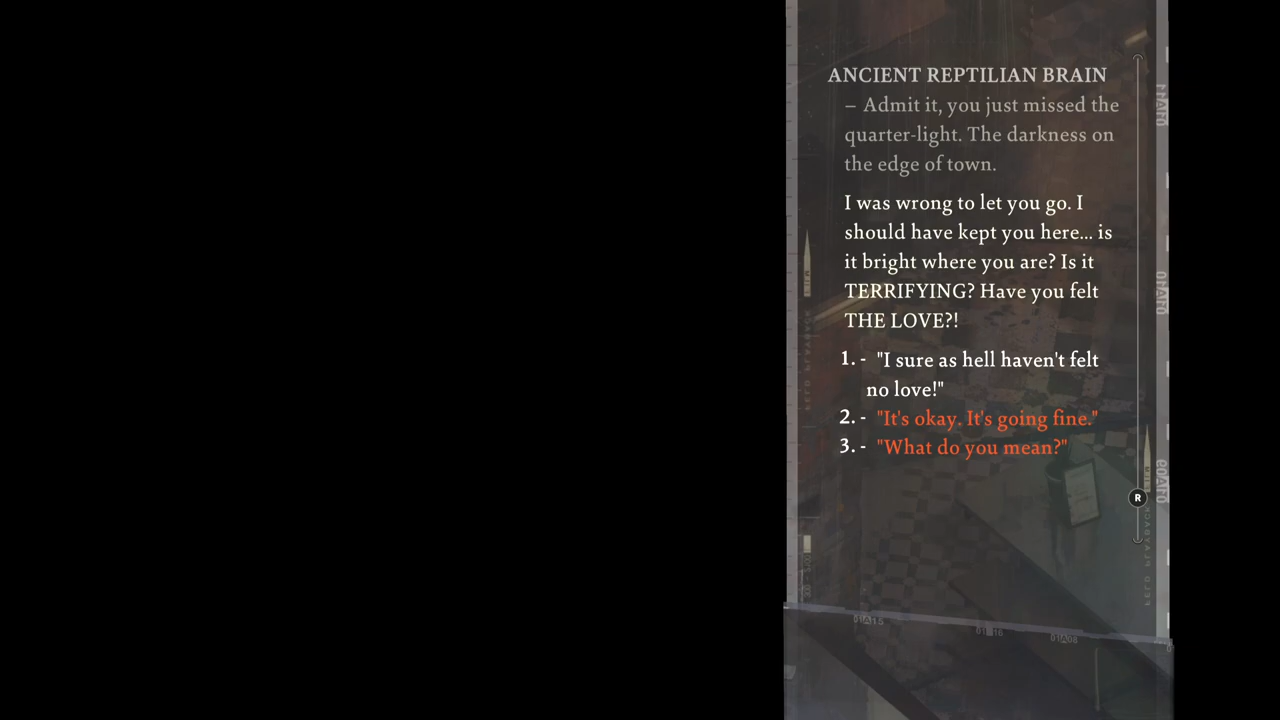 ANCIENT REPTILIAN BRAIN
– Admit it, you just missed the
quarter-light. The darkness on
the edge of town.
I was wrong to let you go. I
should have kept you here... is
it bright where you are? Is it
TERRIFYING? Have you felt
THE LOVE?!
1. - "I sure as hell haven't felt
no love!"
2. - "It's okay. It's going fine."
3. - "What do you mean?"
R